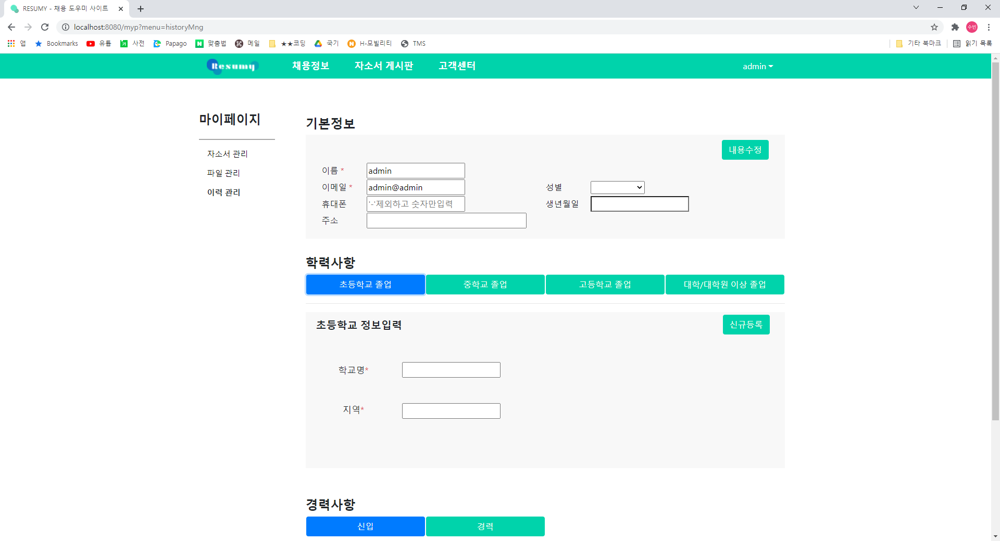 RESUMY - 채용 도우미 사이트
localhost:8080/myp?menu=historyMng
수빈
앱 Bookmarks 유튭 사전 Papago 맞춤법 메일 ★★코딩 국기 H-모빌리티 TMS 기타 북마크 읽기 목록
Resumy 채용정보 자소서 게시판 고객센터 admin
마이페이지
자소서 관리
파일 관리
이력 관리
기본정보
내용수정
이름 * admin
이메일 * admin@admin 성별
휴대폰 '-'제외하고 숫자만입력 생년월일
주소
학력사항
초등학교 졸업 중학교 졸업 고등학교 졸업 대학/대학원 이상 졸업
초등학교 정보입력 신규등록
학교명*
지역*
경력사항
신입 경력